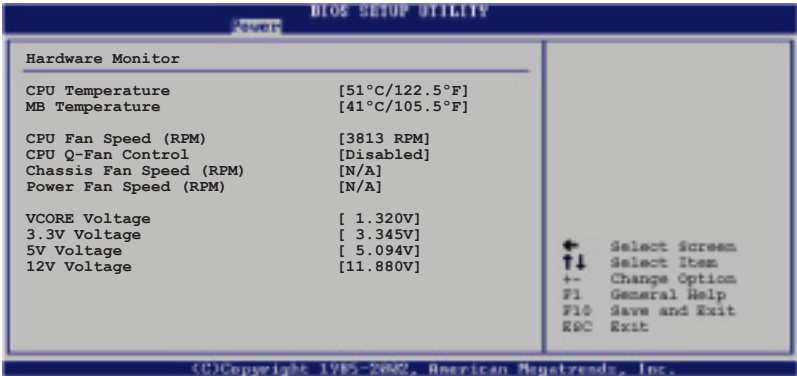 BIOS SETUP UTILITY
Power
Hardware Monitor
CPU Temperature [51°C/122.5°F]
MB Temperature [41°C/105.5°F]
CPU Fan Speed (RPM) [3813 RPM]
CPU Q-Fan Control [Disabled]
Chassis Fan Speed (RPM) [N/A]
Power Fan Speed (RPM) [N/A]
VCORE Voltage [ 1.320V]
3.3V Voltage [ 3.345V]
5V Voltage [ 5.094V]
12V Voltage [11.880V]
← Select Screen
↑↓ Select Item
+- Change Option
F1 General Help
F10 Save and Exit
ESC Exit
(C)Copyright 1985-2002, American Megatrends, Inc.